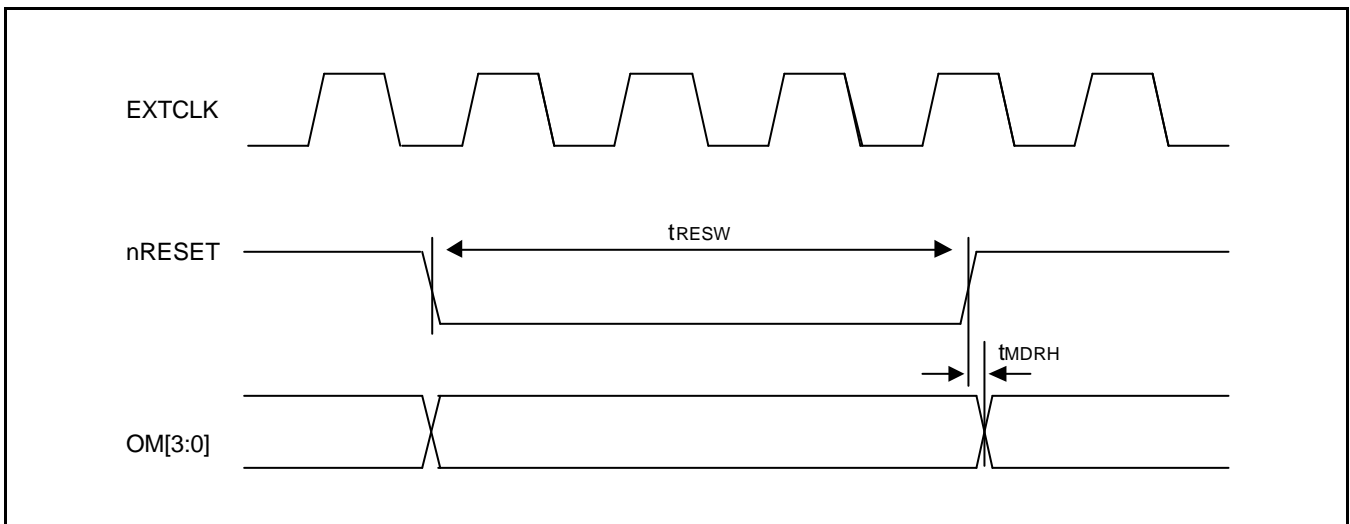 EXTCLK
nRESET
tRESW
tMDRH
OM[3:0]